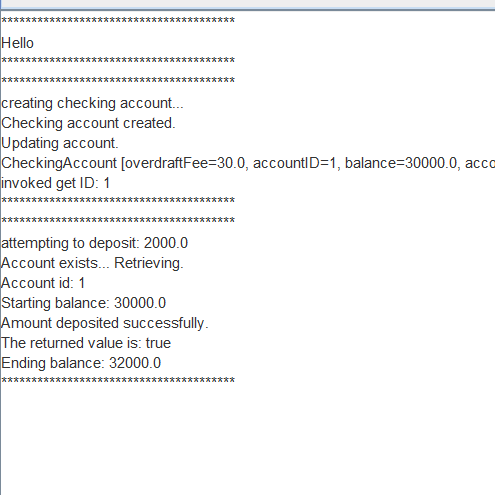 ***************************************
Hello
***************************************
***************************************
creating checking account...
Checking account created.
Updating account.
CheckingAccount [overdraftFee=30.0, accountID=1, balance=30000.0, acco
invoked get ID: 1
***************************************
***************************************
attempting to deposit: 2000.0
Account exists... Retrieving.
Account id: 1
Starting balance: 30000.0
Amount deposited successfully.
The returned value is: true
Ending balance: 32000.0
***************************************